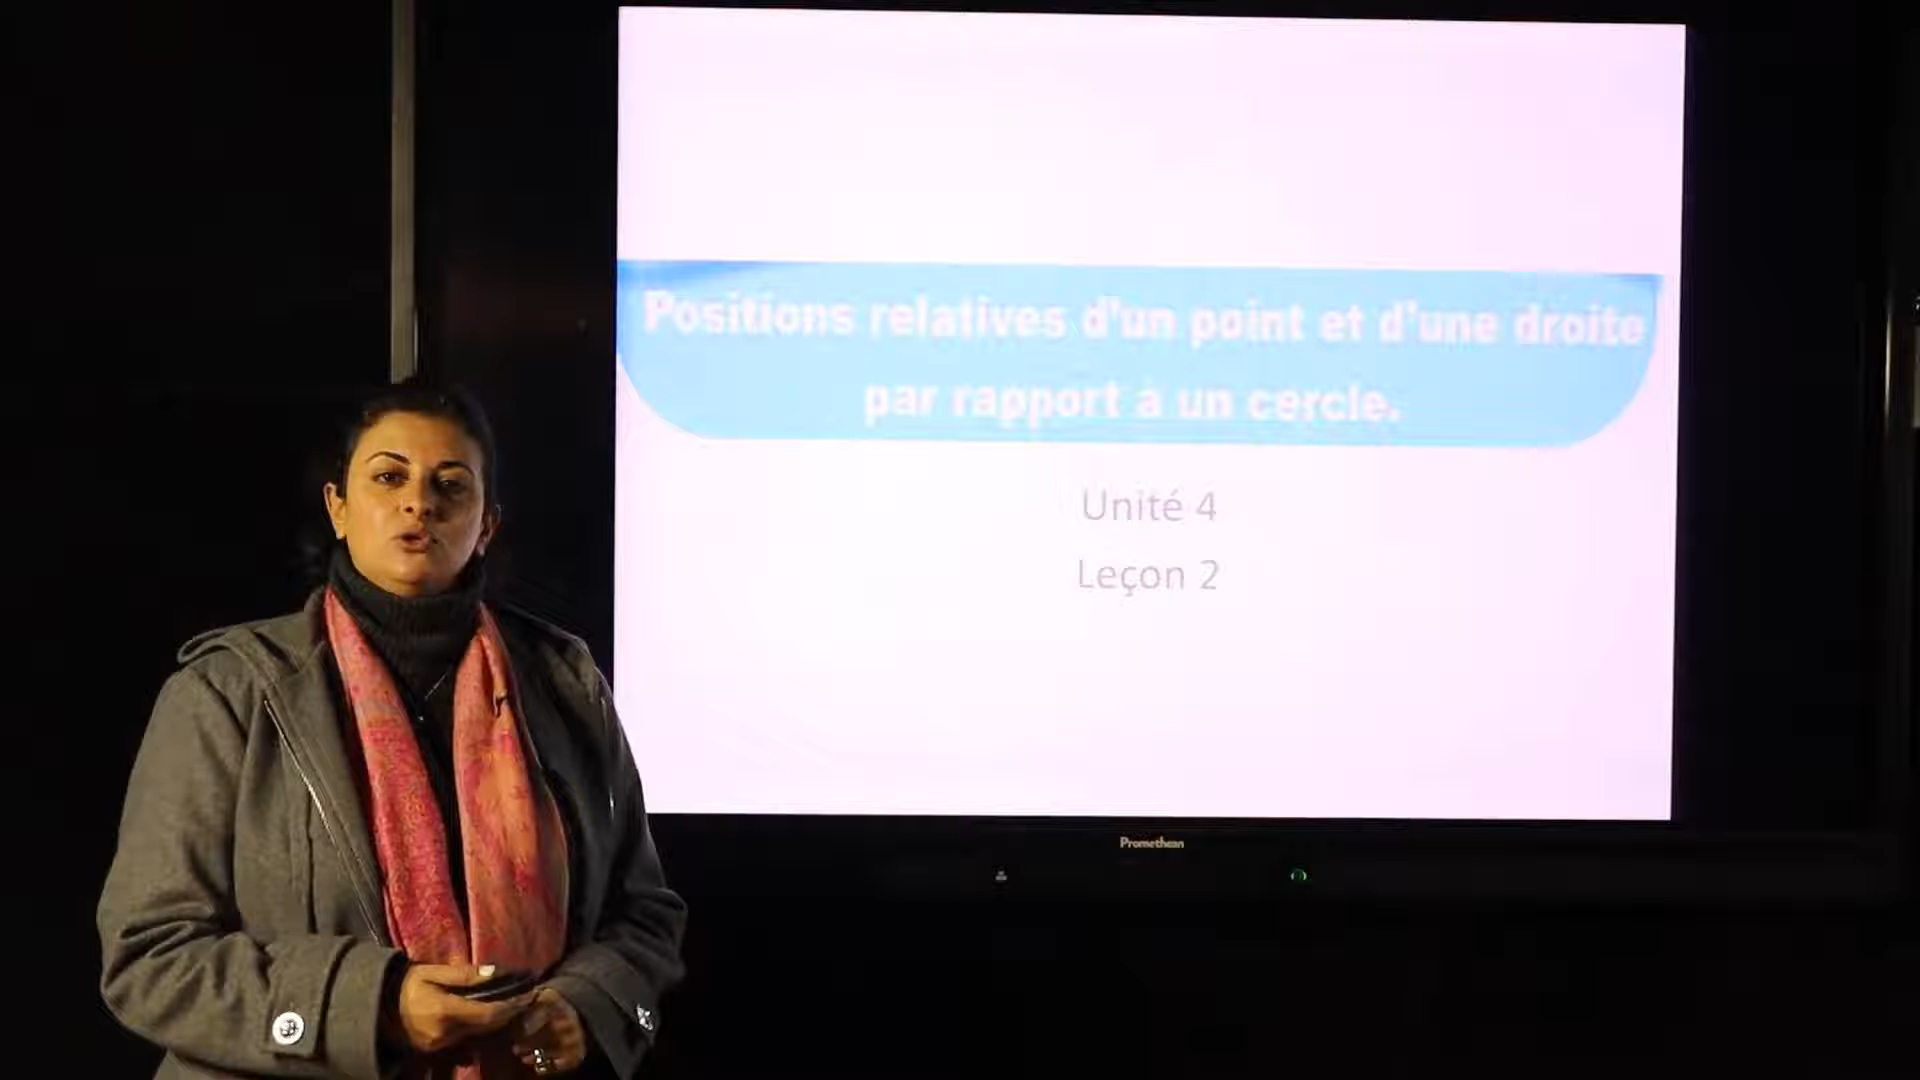 Positions relatives d'un point et d'une droite
par rapport à un cercle.
Unité 4
Leçon 2
Promethean